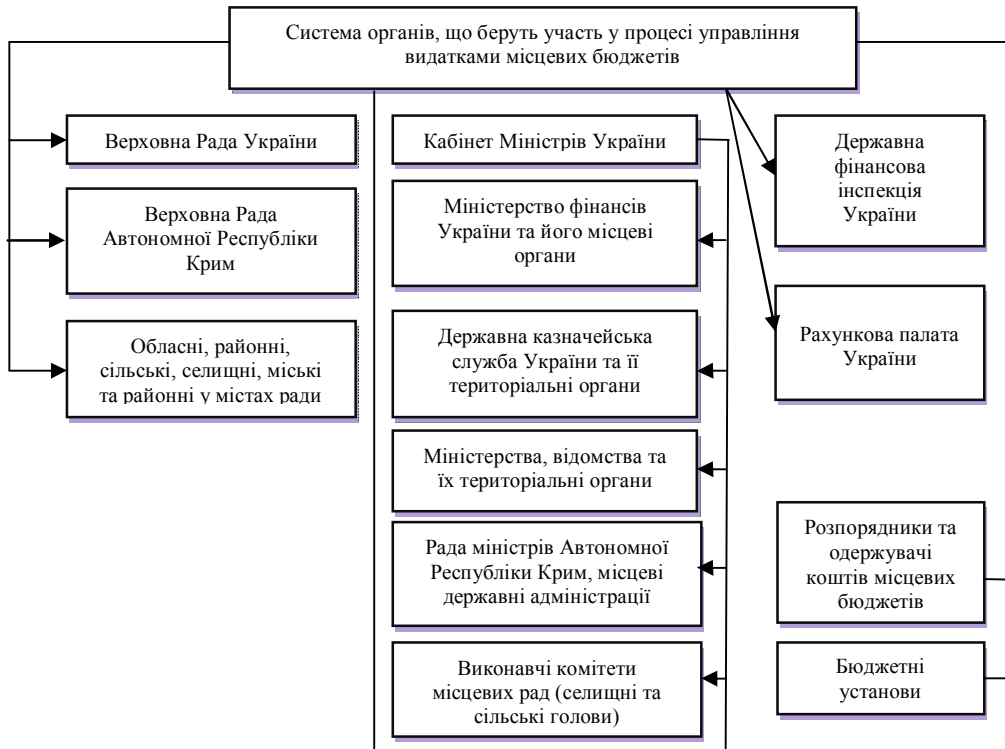 Система органів, що беруть участь у процесі управління
видатками місцевих бюджетів
Верховна Рада України
Верховна Рада
Автономної Республіки
Крим
Обласні, районні,
сільські, селищні, міські
та районні у містах ради
Кабінет Міністрів України
Міністерство фінансів
України та його місцеві
органи
Державна казначейська
служба України та її
територіальні органи
Міністерства, відомства та
їх територіальні органи
Рада міністрів Автономної
Республіки Крим, місцеві
державні адміністрації
Виконавчі комітети
місцевих рад (селищні та
сільські голови)
Державна
фінансова
інспекція
України
Рахункова палата
України
Розпорядники та
одержувачі
коштів місцевих
бюджетів
Бюджетні
установи